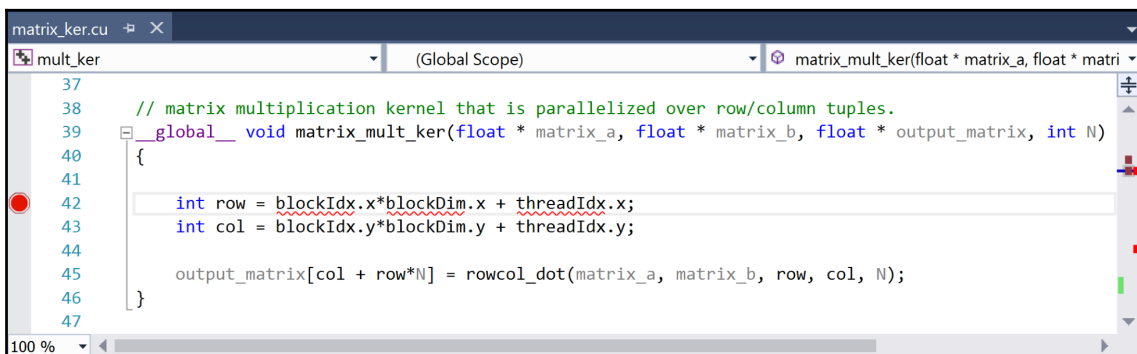 matrix_ker.cu
mult_ker (Global Scope) matrix_mult_ker(float * matrix_a, float * matri
37
38 // matrix multiplication kernel that is parallelized over row/column tuples.
39 __global__ void matrix_mult_ker(float * matrix_a, float * matrix_b, float * output_matrix, int N)
40 {
41
42 int row = blockIdx.x*blockDim.x + threadIdx.x;
43 int col = blockIdx.y*blockDim.y + threadIdx.y;
44
45 output_matrix[col + row*N] = rowcol_dot(matrix_a, matrix_b, row, col, N);
46 }
47
100 %